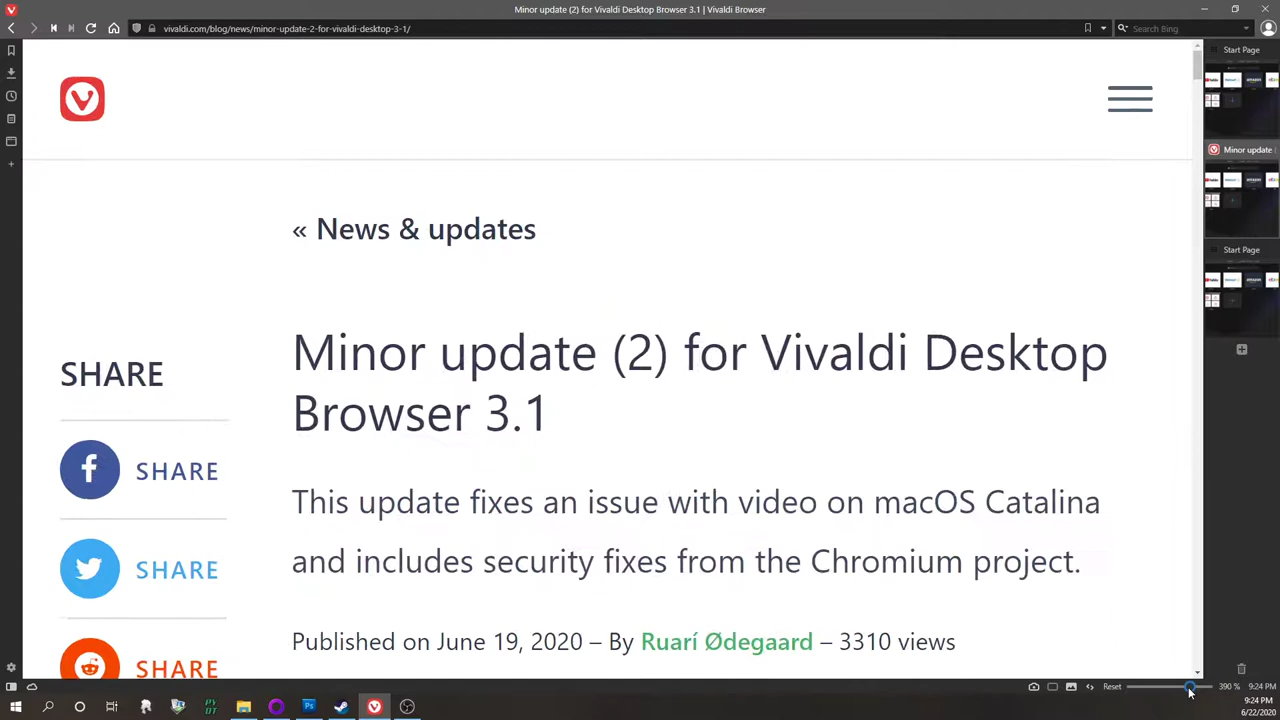 Minor update (2) for Vivaldi Desktop Browser 3.1 | Vivaldi Browser
vivaldi.com/blog/news/minor-update-2-for-vivaldi-desktop-3-1/
Search Bing
Start Page
Minor update
Start Page
« News & updates
Minor update (2) for Vivaldi Desktop
Browser 3.1
This update fixes an issue with video on macOS Catalina
and includes security fixes from the Chromium project.
Published on June 19, 2020 – By Ruarí Ødegaard – 3310 views
SHARE
SHARE
SHARE
SHARE
Reset
390 %
9:24 PM
9:24 PM
6/22/2020
Ps